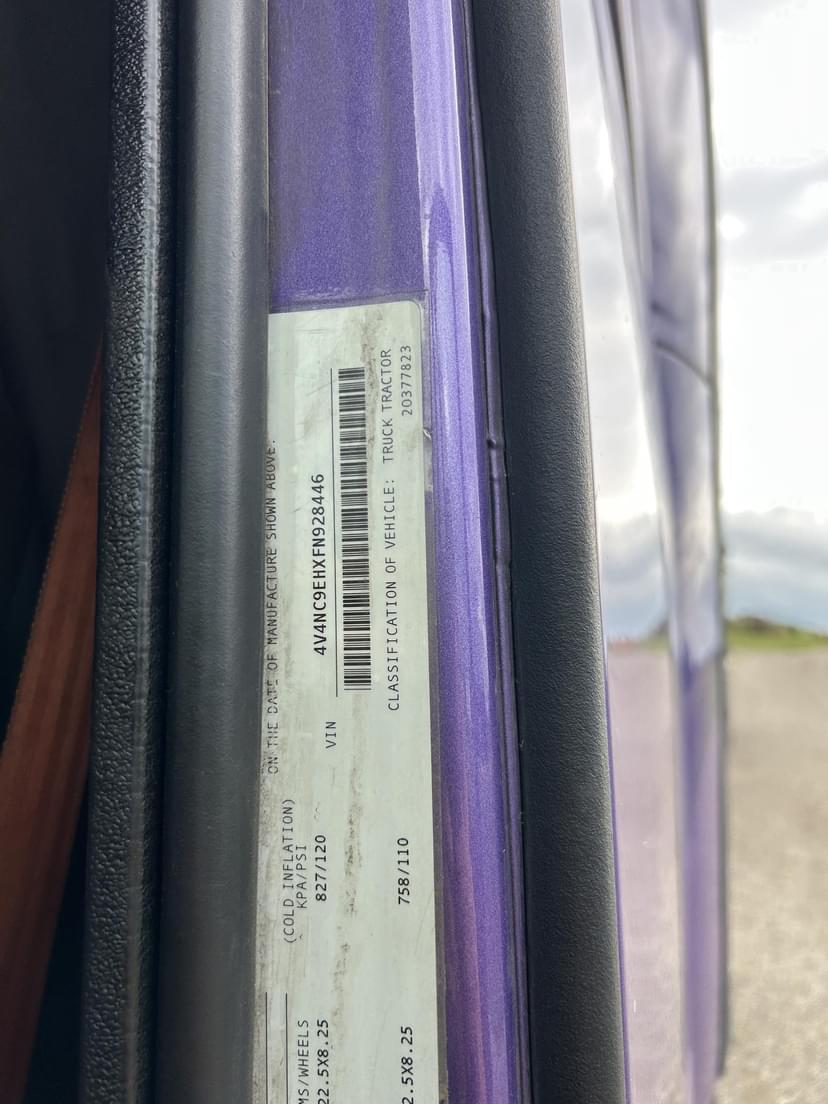 (COLD INFLATION)
ON THE DATE OF MANUFACTURE SHOWN ABOVE.
MS/WHEELS
KPA/PSI
22.5X8.25
827/120
VIN
4V4NC9EHXFN928446
CLASSIFICATION OF VEHICLE: TRUCK TRACTOR
2.5X8.25
758/110
20377823